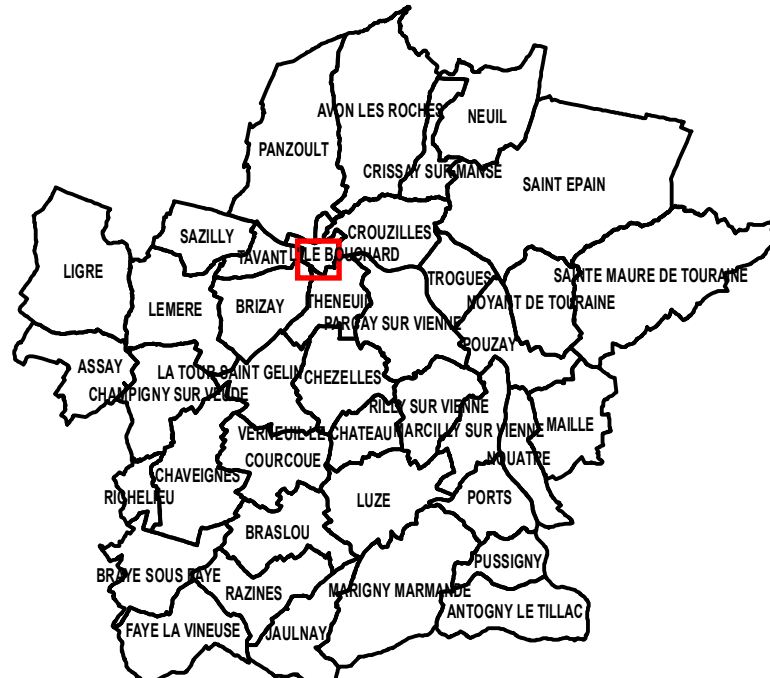 AVON LES ROCHES
NEUIL
PANZOULT
CRISSAY SUR MANSE
SAINT EPAIN
SAZILLY
CROUZILLES
TAVANT
L ILE BOUCHARD
LIGRE
TROGUES
SAINTE MAURE DE TOURAINE
LEMERE
BRIZAY
THENEUIL
NOYANT DE TOURAINE
PARCAY SUR VIENNE
POUZAY
ASSAY
LA TOUR SAINT GELIN
CHEZELLES
CHAMPIGNY SUR VEUDE
RILLY SUR VIENNE
MAILLE
VERNEUIL LE CHATEAU
MARCILLY SUR VIENNE
COURCOUE
NOUATRE
CHAVEIGNES
RICHELIEU
LUZE
PORTS
BRASLOU
PUSSIGNY
BRAYE SOUS FAYE
RAZINES
MARIGNY MARMANDE
ANTOGNY LE TILLAC
FAYE LA VINEUSE
JAULNAY